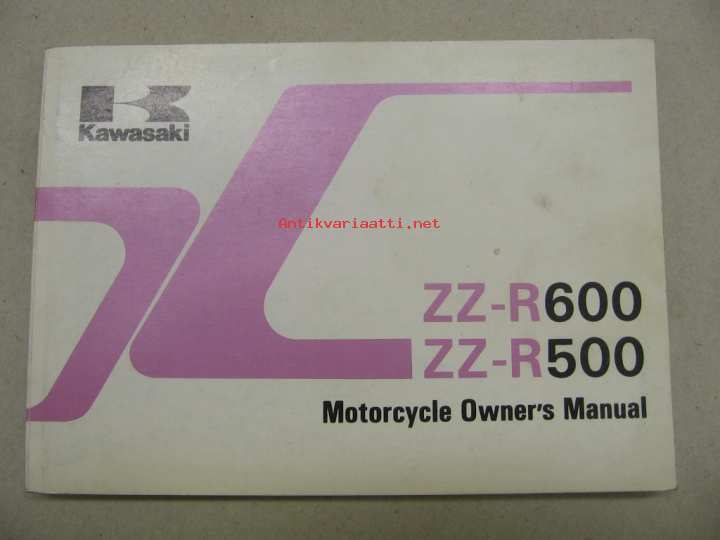 Kawasaki
Antikvariaatti.net
ZZ-R600
ZZ-R500
Motorcycle Owner's Manual